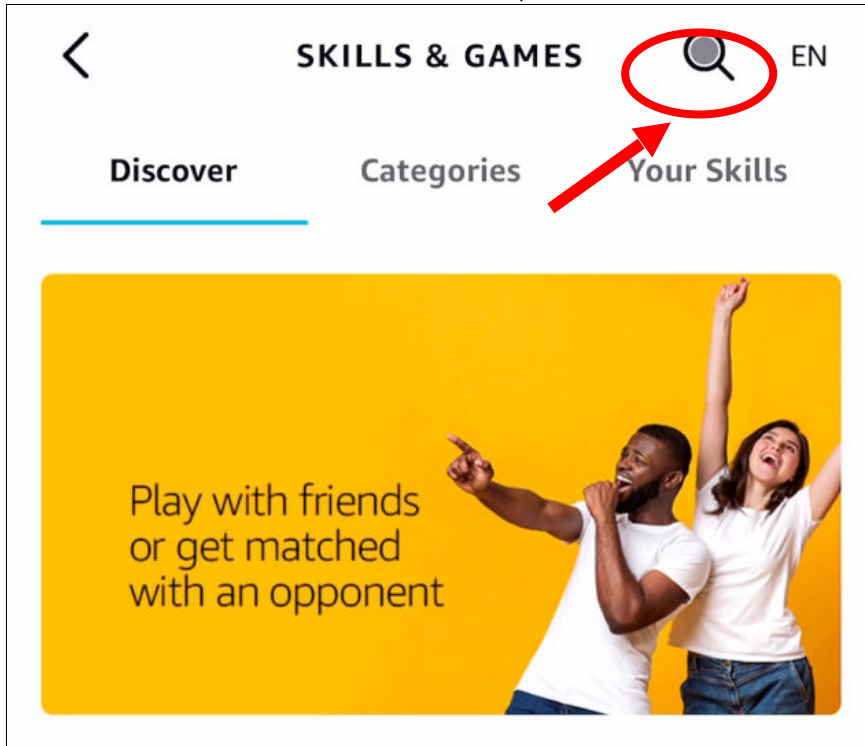 SKILLS & GAMES EN
Discover Categories Your Skills
Play with friends
or get matched
with an opponent